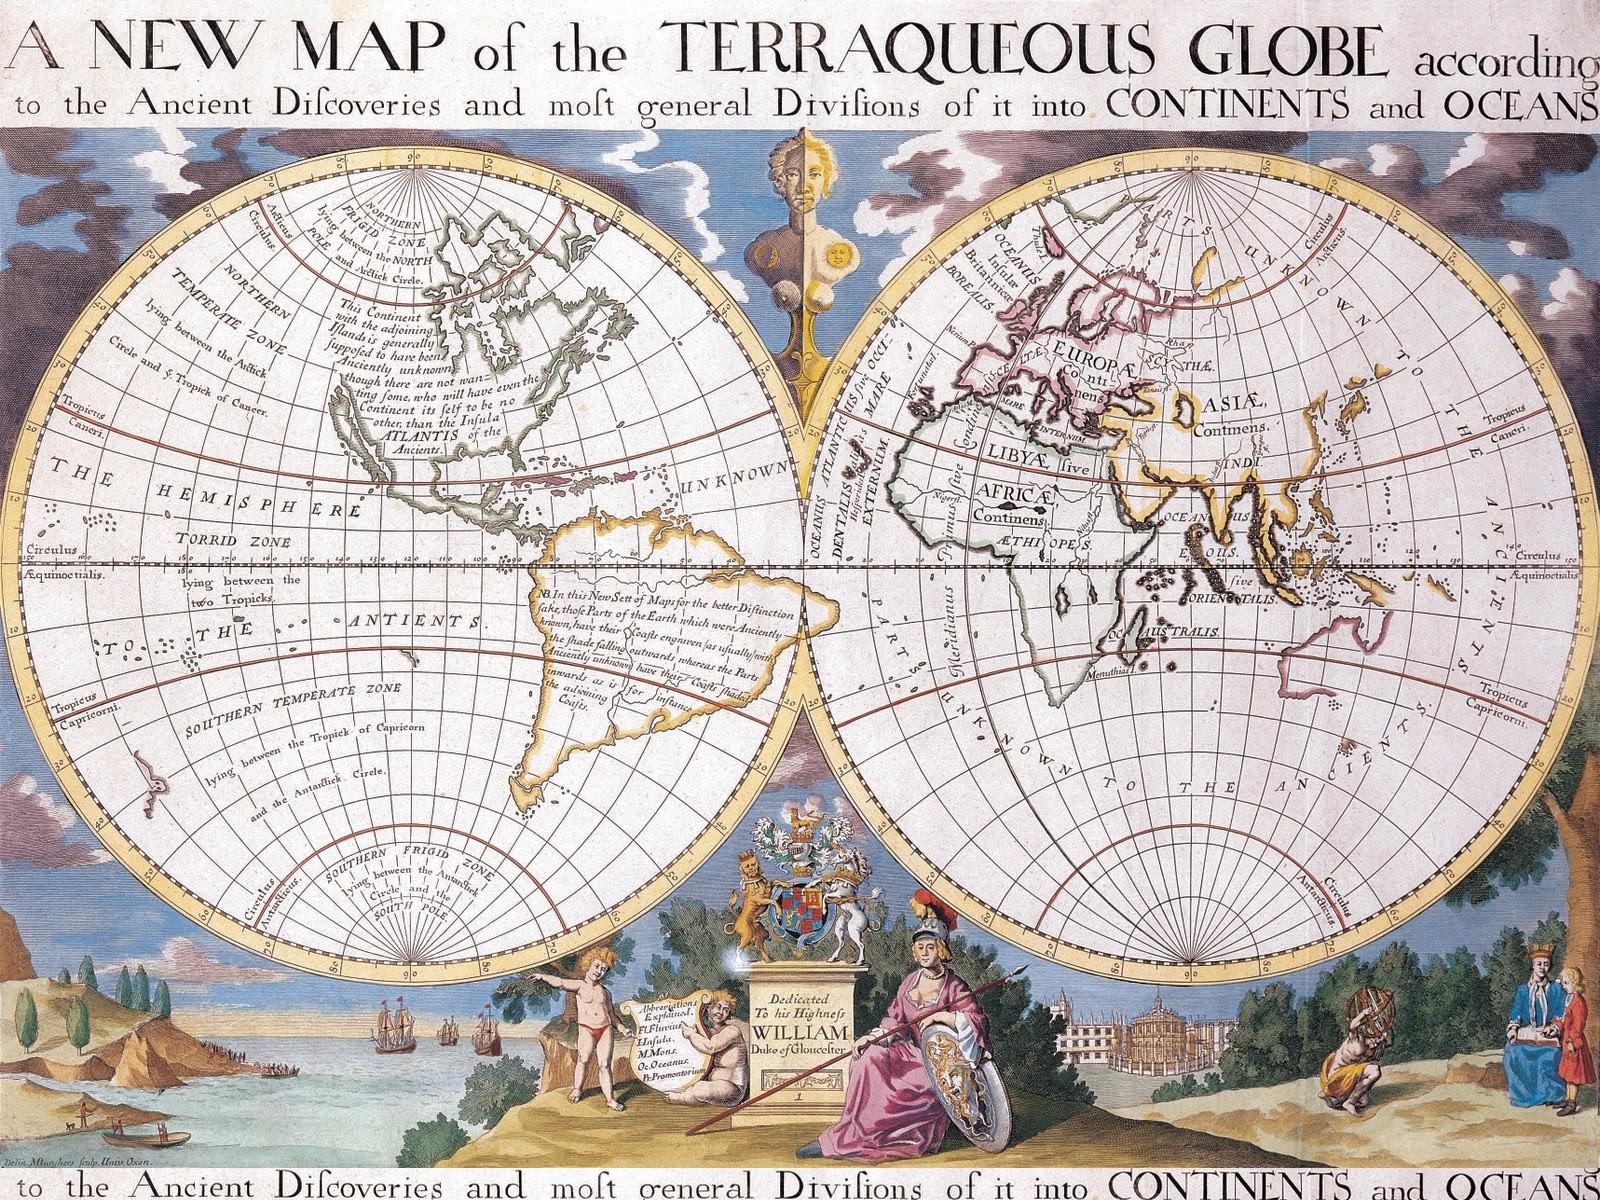 A NEW MAP of the TERRAQUEOUS GLOBE according
to the Ancient Diſcoveries and moſt general Diviſions of it into CONTINENTS and OCEANS
Arcticus
Circulus.
NORTHERN
FRIGID ZONE
lying between the NORTH
POLE and Arctick Circle.
NORTHERN
TEMPERATE ZONE
lying between the Arctick
Circle and ẏ Tropick of Cancer.
This Continent
with the adjoining
Iſlands is generally
ſuppoſed to have been
Anciently unknown
though there are not wan-
ting ſome, who will have even the
Continent its ſelf to be no
other, than the Inſula
ATLANTIS of the
Ancients.
Tropicus
Cancri.
THE HEMISPHERE UNKNOWN
TORRID ZONE
Circulus
Æquinoctialis.
lying between the
two Tropicks.
TO THE ANTIENTS.
NB. In this New Sett of Maps for the better Diſtinction
ſake, thoſe Parts of the Earth which were Anciently
known, have their Coaſts engraven (as uſually) with
the ſhade falling outwards whereas the Parts
Anciently unknown have their Coaſts ſhaded
inwards as is for inſtance
the adjoining
Coaſts.
Tropicus
Capricorni.
SOUTHERN TEMPERATE ZONE
lying between the Tropick of Capricorn
and the Antarctick Circle.
SOUTHERN FRIGID ZONE
lying between the Antarctick
Circle and the
SOUTH POLE.
Circulus
Antarcticus.
PARTS UNKNOWN TO THE ANCIENTS.
Circulus
Arcticus.
Thule I.
OCEANUS
BOREALIS.
Inſulæ
Britannicæ
EUROPÆ
Continens
SCYTHÆ.
ASIÆ,
Continens.
INDI.
MARE
INTERNUM
LIBYÆ ſive
AFRICÆ
Continens
ÆTHIOPES
OCEANUS ATLANTICUS ſive OCCI-
DENTALIS MARE
EXTERNUM.
Meridianus Primus ſive
OCEANUS
EOUS.
ſive
ORIENTALIS.
OCE. AUSTRALIS.
Menuthias I.
Tropicus
Cancri.
Circulus
Æquinoctialis
Tropicus
Capricorni.
PARTS UNKNOWN TO THE ANCIENTS.
Circulus
Antarcticus
Abbreviations
Explained.
Fl. Fluvius
I. Inſula.
M. Mons.
Oc. Oceanus.
Pr. Promontorium
Dedicated
To his Highneſs
WILLIAM
Duke of Glouceſter
1
Delin. MBurghers ſculp. Univ. Oxon.
to the Ancient Diſcoveries and moſt general Diviſions of it into CONTINENTS and OCEANS